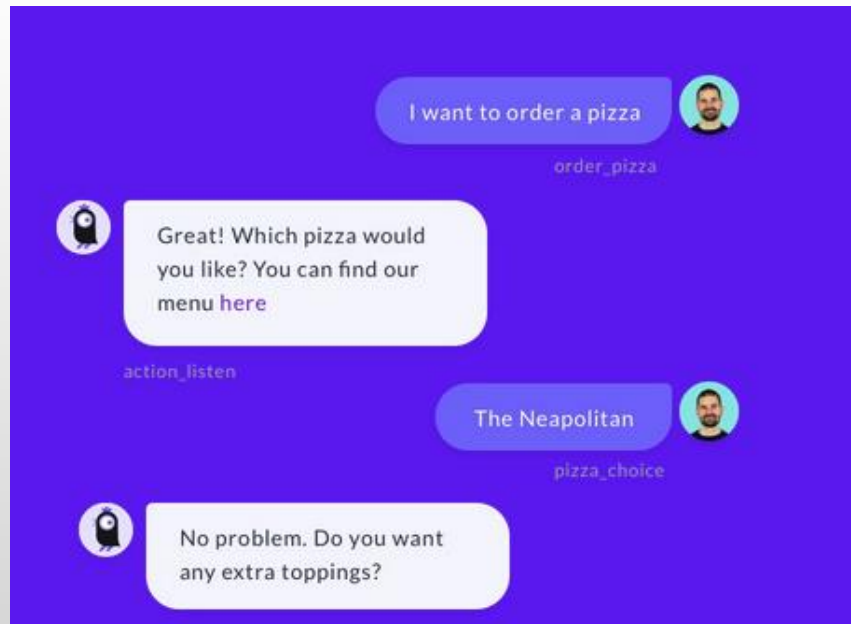 I want to order a pizza
order_pizza
Great! Which pizza would
you like? You can find our
menu here
action_listen
The Neapolitan
pizza_choice
No problem. Do you want
any extra toppings?